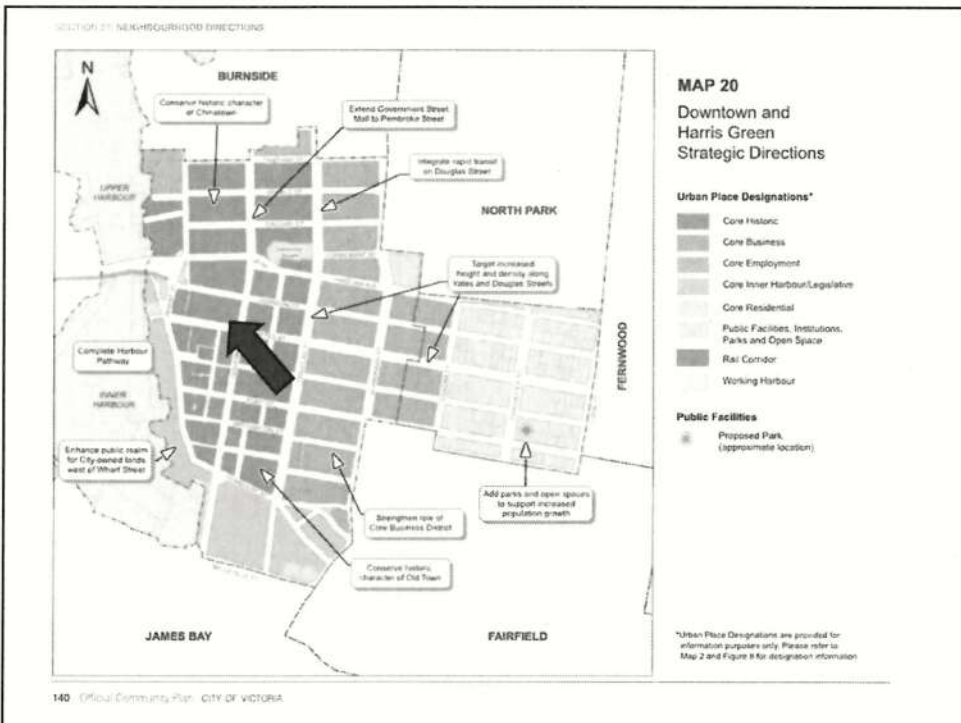 SECTION 21: NEIGHBOURHOOD DIRECTIONS
N
BURNSIDE
Conserve historic character
of Chinatown
Extend Government Street
Mall to Pembroke Street
Integrate rapid transit
on Douglas Street
UPPER
HARBOUR
NORTH PARK
Target increased
height and density along
Yates and Douglas Streets
Complete Harbour
Pathway
INNER
HARBOUR
FERNWOOD
Enhance public realm
for City-owned lands
west of Wharf Street
Add parks and open spaces
to support increased
population growth
Strengthen role of
Core Business District
Conserve historic
character of Old Town
JAMES BAY
FAIRFIELD
MAP 20
Downtown and
Harris Green
Strategic Directions
Urban Place Designations*
Core Historic
Core Business
Core Employment
Core Inner Harbour/Legislative
Core Residential
Public Facilities, Institutions,
Parks and Open Space
Rail Corridor
Working Harbour
Public Facilities
Proposed Park
(approximate location)
*Urban Place Designations are provided for
information purposes only. Please refer to
Map 2 and Figure 8 for designation information
140 Official Community Plan CITY OF VICTORIA